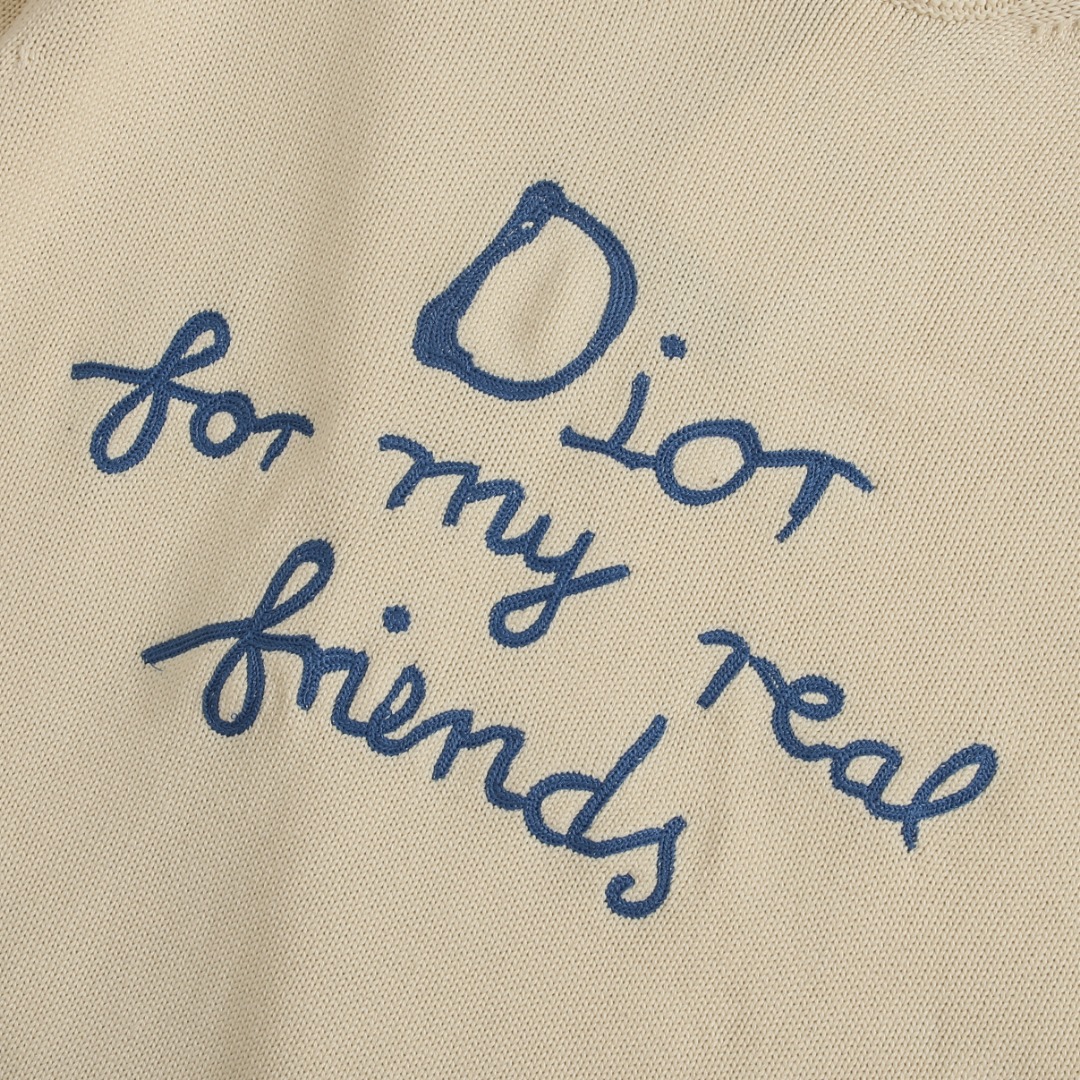 Dior
for my real
friends